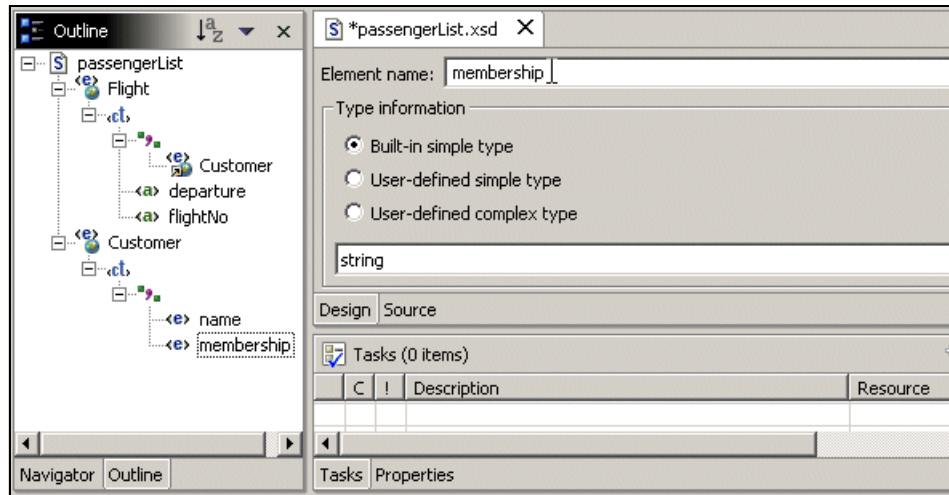 Outline
passengerList
<e> Flight
<ct>
<e> Customer
<a> departure
<a> flightNo
<e> Customer
<ct>
<e> name
<e> membership
Navigator Outline
S *passengerList.xsd
Element name: membership
Type information
Built-in simple type
User-defined simple type
User-defined complex type
string
Design Source
Tasks (0 items)
C ! Description Resource
Tasks Properties